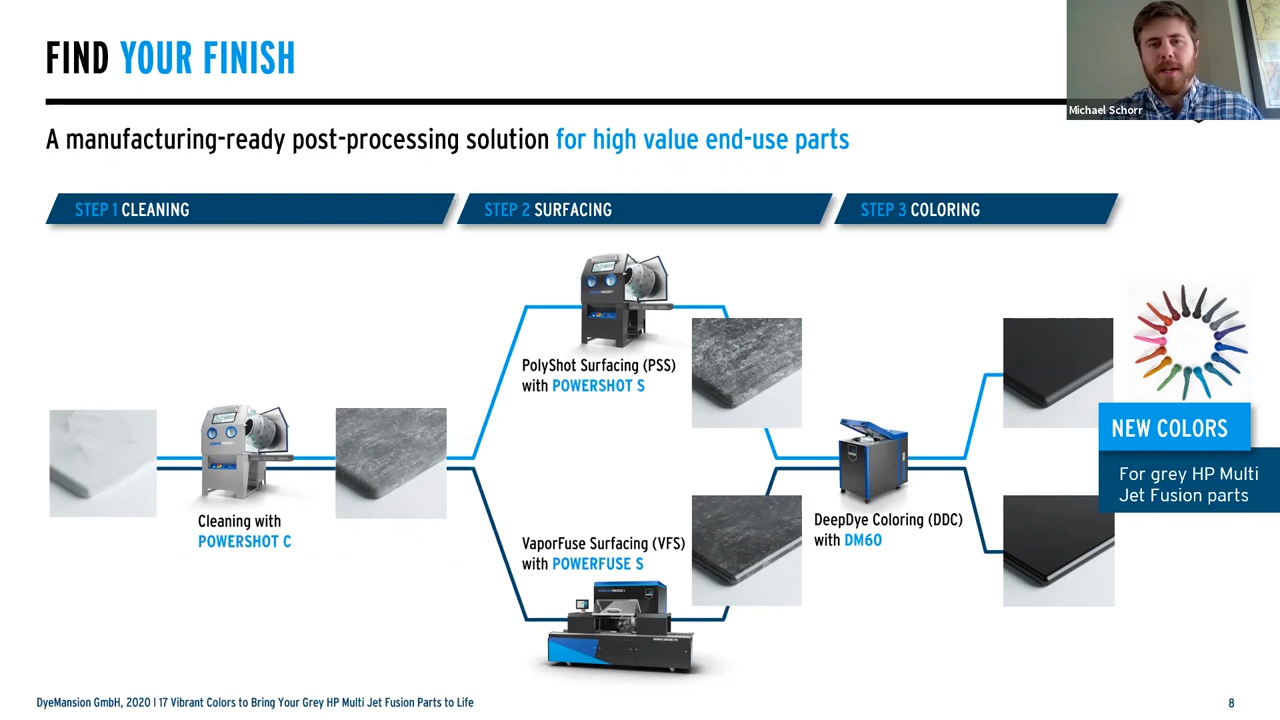 FIND YOUR FINISH
Michael Schorr
A manufacturing-ready post-processing solution for high value end-use parts
STEP 1 CLEANING
STEP 2 SURFACING
STEP 3 COLORING
PolyShot Surfacing (PSS)
with POWERSHOT S
Cleaning with
POWERSHOT C
VaporFuse Surfacing (VFS)
with POWERFUSE S
DeepDye Coloring (DDC)
with DM60
NEW COLORS
For grey HP Multi
Jet Fusion parts
DyeMansion GmbH, 2020 I 17 Vibrant Colors to Bring Your Grey HP Multi Jet Fusion Parts to Life
8